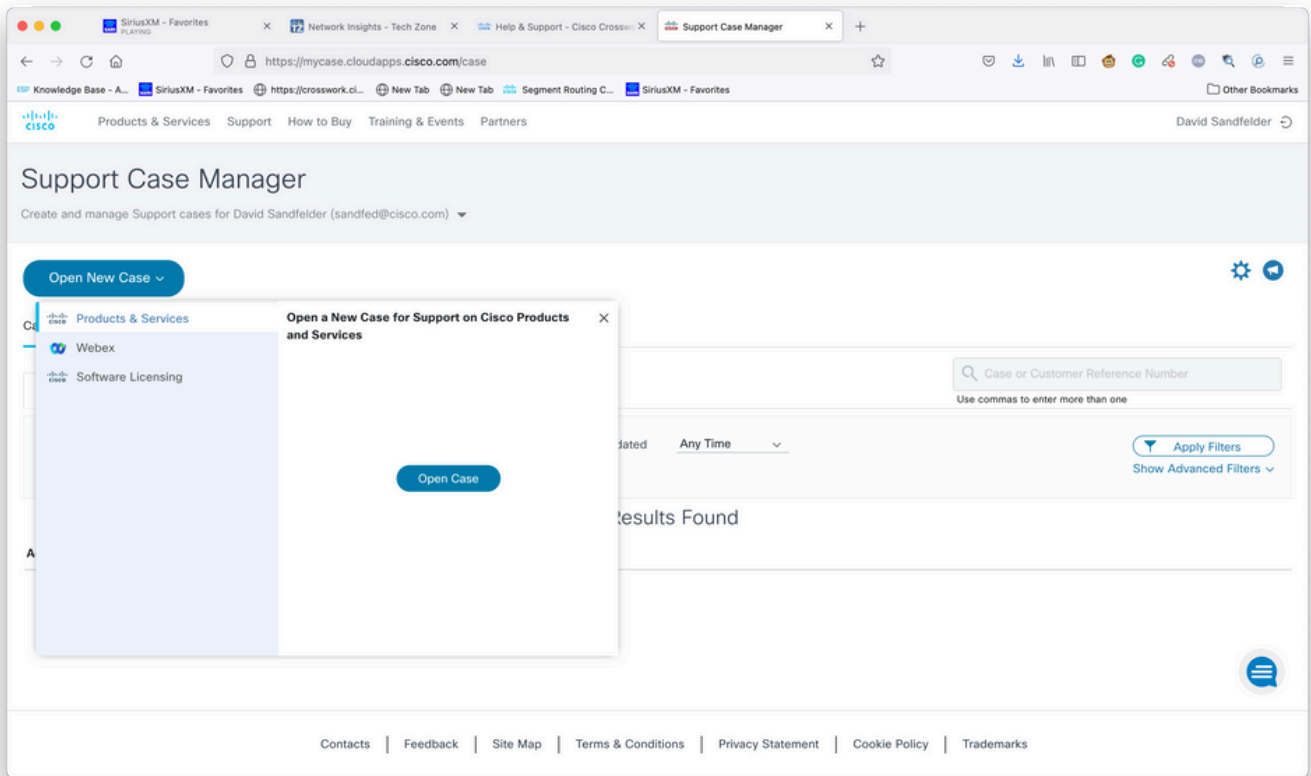 SiriusXM - Favorites
PLAYING
Network Insights - Tech Zone
Help & Support - Cisco Crossw
Support Case Manager
https://mycase.cloudapps.cisco.com/case
Knowledge Base - A...
SiriusXM - Favorites
https://crosswork.ci...
New Tab
New Tab
Segment Routing C...
SiriusXM - Favorites
Other Bookmarks
CISCO
Products & Services
Support
How to Buy
Training & Events
Partners
David Sandfelder
Support Case Manager
Create and manage Support cases for David Sandfelder (sandfed@cisco.com)
Open New Case
Products & Services
Webex
Software Licensing
Open a New Case for Support on Cisco Products
and Services
Open Case
Case or Customer Reference Number
Use commas to enter more than one
dated
Any Time
Apply Filters
Show Advanced Filters
Results Found
Contacts
Feedback
Site Map
Terms & Conditions
Privacy Statement
Cookie Policy
Trademarks